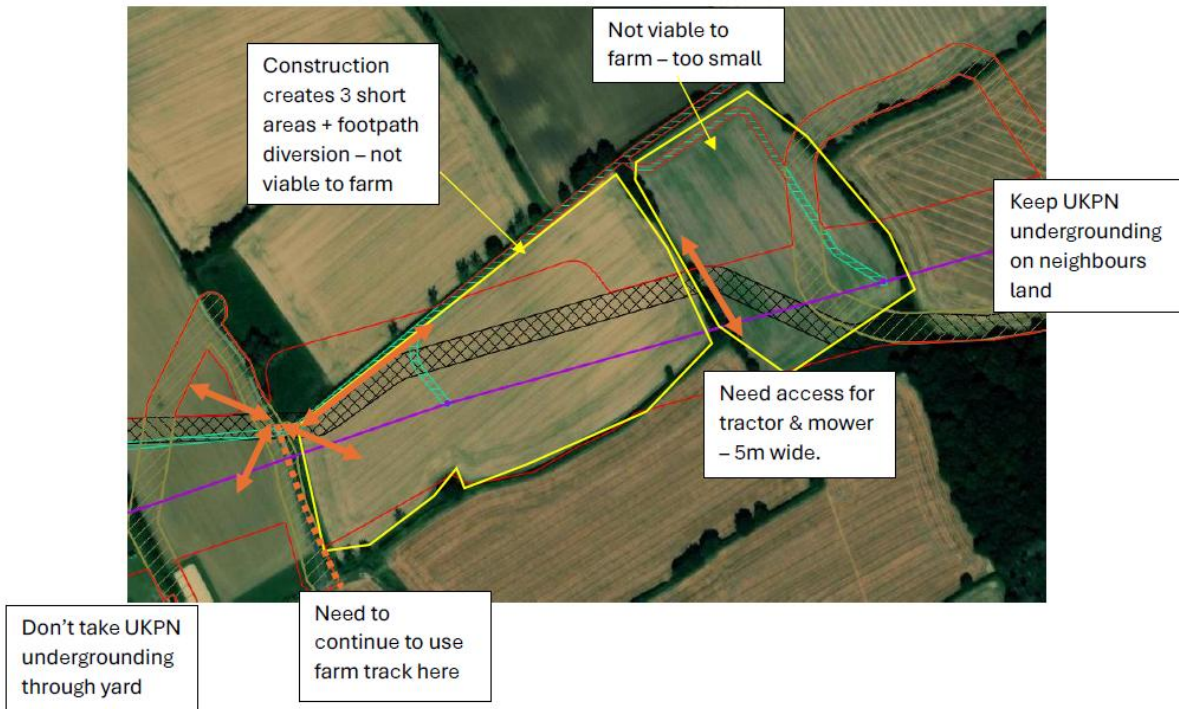 Not viable to
farm – too small
Construction
creates 3 short
areas + footpath
diversion – not
viable to farm
Keep UKPN
undergrounding
on neighbours
land
Need access for
tractor & mower
– 5m wide.
Need to
continue to use
farm track here
Don’t take UKPN
undergrounding
through yard